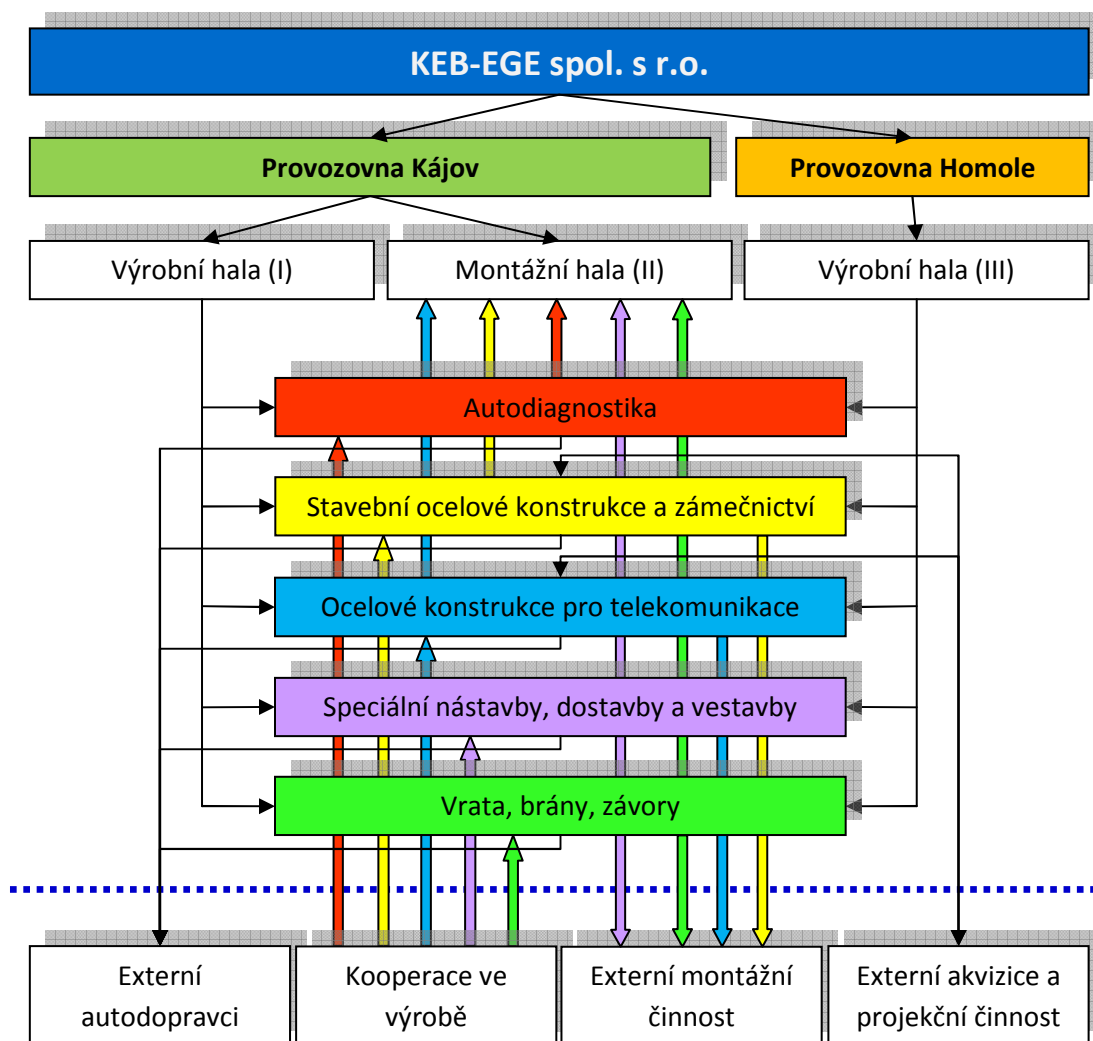 KEB-EGE spol. s r.o.
Provozovna Kájov
Provozovna Homole
Výrobní hala (I)
Montážní hala (II)
Výrobní hala (III)
Autodiagnostika
Stavební ocelové konstrukce a zámečnictví
Ocelové konstrukce pro telekomunikace
Speciální nástavby, dostavby a vestavby
Vrata, brány, závory
Externí
autodopravci
Kooperace ve
výrobě
Externí montážní
činnost
Externí akvizice a
projekční činnost